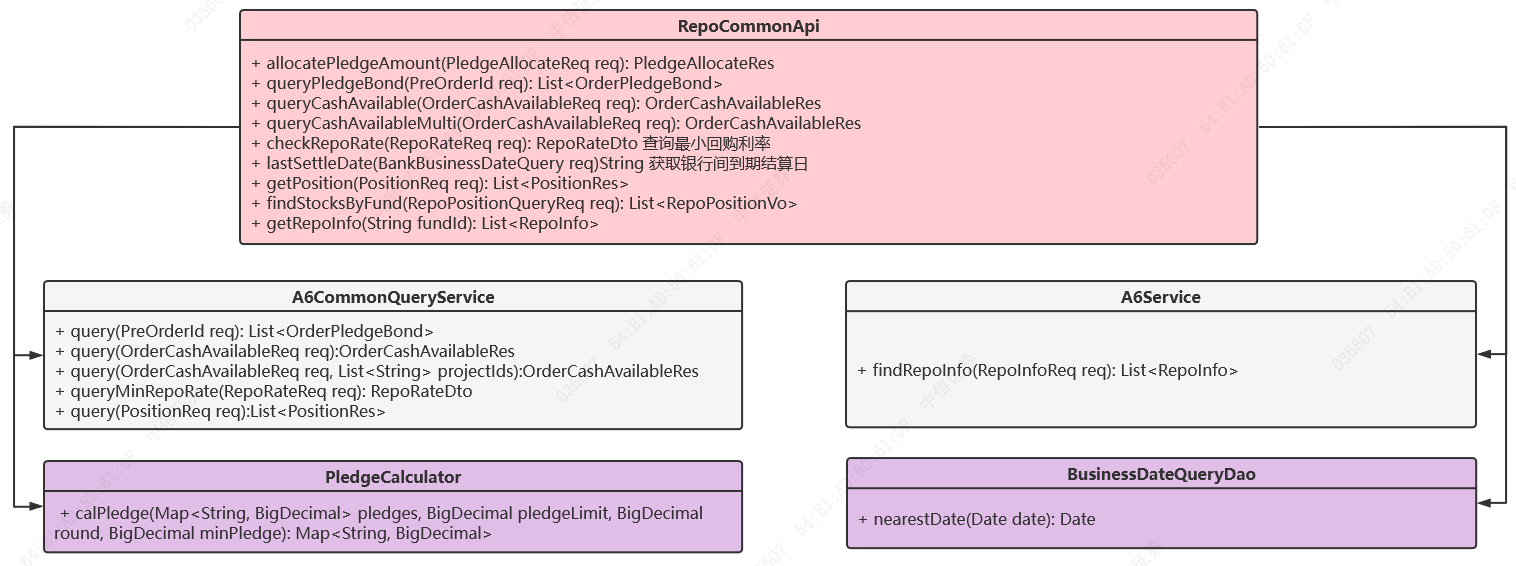 RepoCommonApi
+ allocatePledgeAmount(PledgeAllocateReq req): PledgeAllocateRes
+ queryPledgeBond(PreOrderId req): List<OrderPledgeBond>
+ queryCashAvailable(OrderCashAvailableReq req): OrderCashAvailableRes
+ queryCashAvailableMulti(OrderCashAvailableReq req): OrderCashAvailableRes
+ checkRepoRate(RepoRateReq req): RepoRateDto 查询最小回购利率
+ lastSettleDate(BankBusinessDateQuery req)String 获取银行间到期结算日
+ getPosition(PositionReq req): List<PositionRes>
+ findStocksByFund(RepoPositionQueryReq req): List<RepoPositionVo>
+ getRepoInfo(String fundId): List<RepoInfo>
A6CommonQueryService
+ query(PreOrderId req): List<OrderPledgeBond>
+ query(OrderCashAvailableReq req):OrderCashAvailableRes
+ query(OrderCashAvailableReq req, List<String> projectIds):OrderCashAvailableRes
+ queryMinRepoRate(RepoRateReq req): RepoRateDto
+ query(PositionReq req):List<PositionRes>
A6Service
+ findRepoInfo(RepoInfoReq req): List<RepoInfo>
PledgeCalculator
+ calPledge(Map<String, BigDecimal> pledges, BigDecimal pledgeLimit, BigDecimal
round, BigDecimal minPledge): Map<String, BigDecimal>
BusinessDateQueryDao
+ nearestDate(Date date): Date